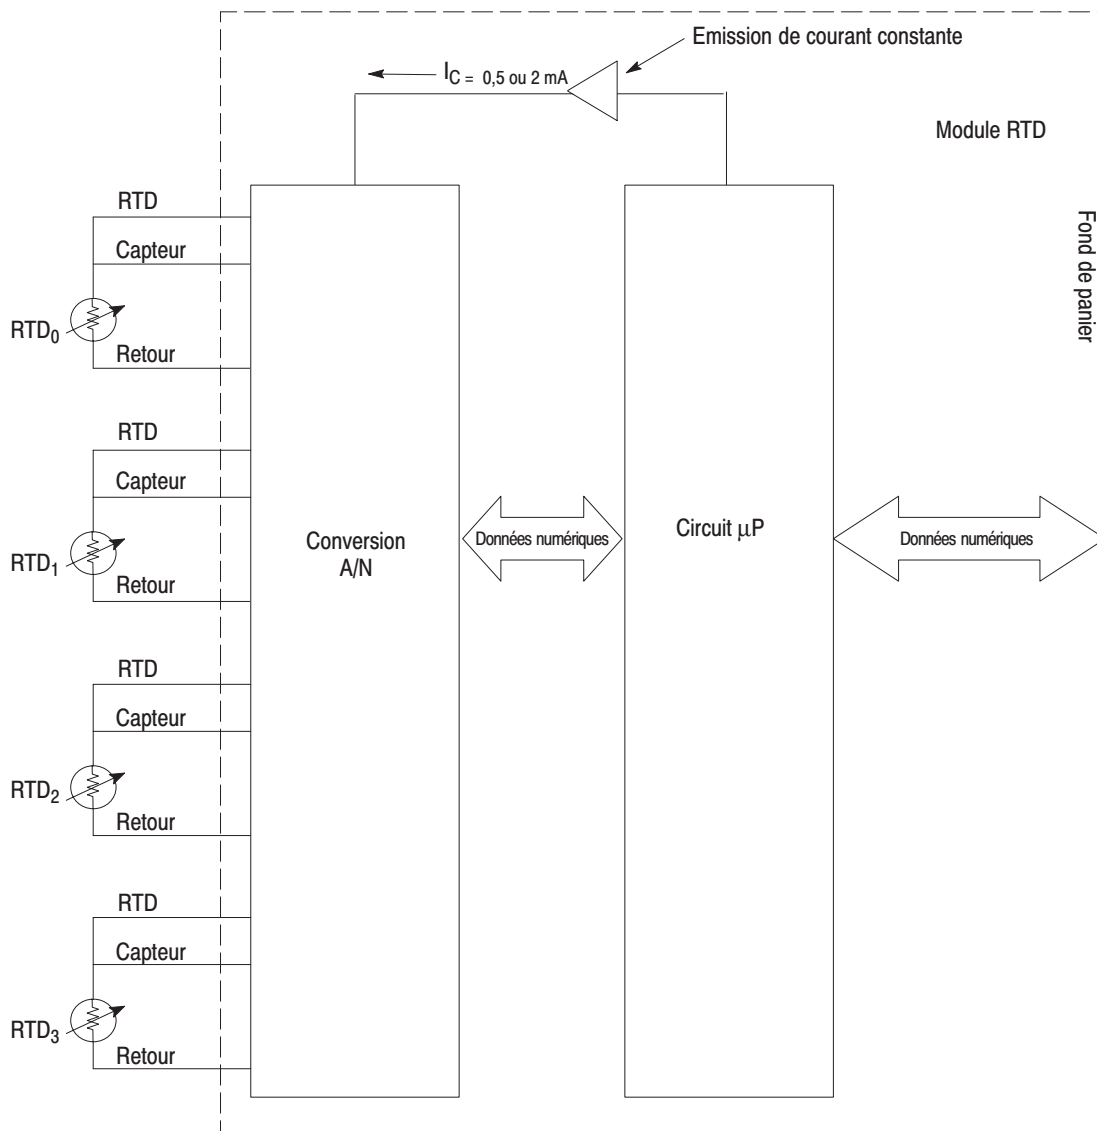 Emission de courant constante
IC = 0,5 ou 2 mA
Module RTD
Fond de panier
RTD
Capteur
RTD0
Retour
RTD
Capteur
RTD1
Retour
Conversion
A/N
Données numériques
Circuit µP
Données numériques
RTD
Capteur
RTD2
Retour
RTD
Capteur
RTD3
Retour